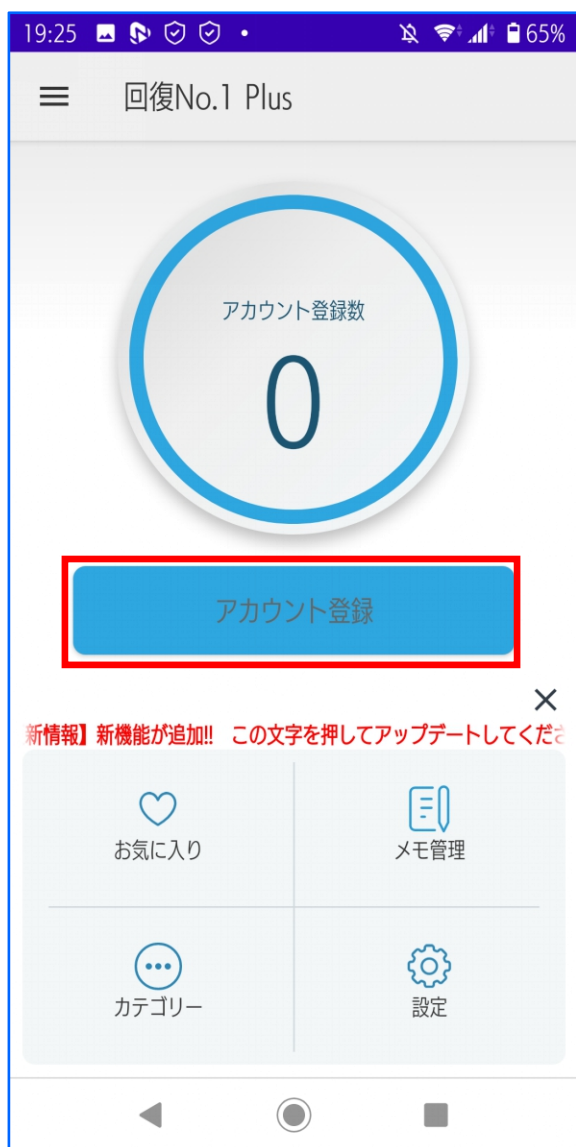 19:25 65%
回復No.1 Plus
アカウント登録数
0
アカウント登録
新情報】新機能が追加!! この文字を押してアップデートしてくださ
お気に入り メモ管理
カテゴリー 設定